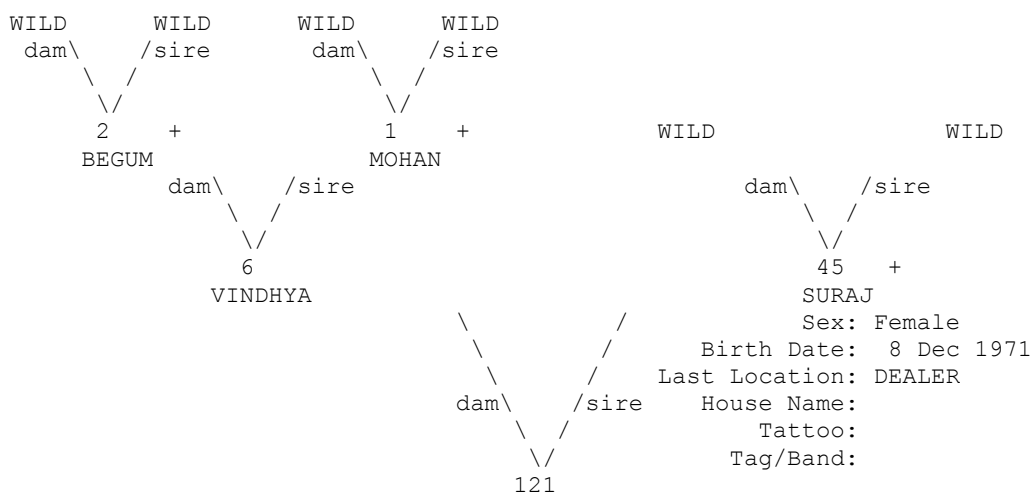 WILD WILD WILD WILD
dam\ /sire dam\ /sire
\ / \ /
\/ \/
2 + 1 + WILD WILD
BEGUM MOHAN
dam\ /sire dam\ /sire
\ / \ /
\/ \/
6 45 +
VINDHYA SURAJ
\ / Sex: Female
\ / Birth Date: 8 Dec 1971
\ / Last Location: DEALER
dam\ /sire House Name:
\ / Tattoo:
\/ Tag/Band:
121